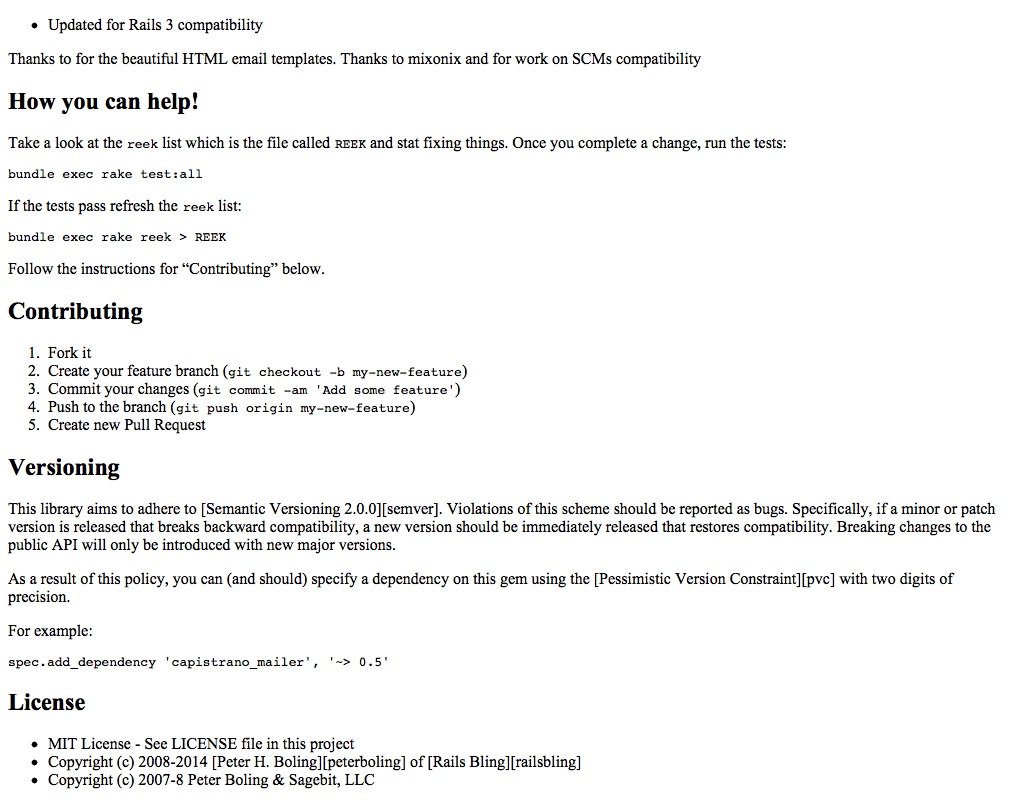 • Updated for Rails 3 compatibility
Thanks to for the beautiful HTML email templates. Thanks to mixonix and for work on SCMs compatibility
How you can help!
Take a look at the reek list which is the file called REEK and stat fixing things. Once you complete a change, run the tests:
bundle exec rake test:all
If the tests pass refresh the reek list:
bundle exec rake reek > REEK
Follow the instructions for “Contributing” below.
Contributing
1. Fork it
2. Create your feature branch (git checkout -b my-new-feature)
3. Commit your changes (git commit -am 'Add some feature')
4. Push to the branch (git push origin my-new-feature)
5. Create new Pull Request
Versioning
This library aims to adhere to [Semantic Versioning 2.0.0][semver]. Violations of this scheme should be reported as bugs. Specifically, if a minor or patch
version is released that breaks backward compatibility, a new version should be immediately released that restores compatibility. Breaking changes to the
public API will only be introduced with new major versions.
As a result of this policy, you can (and should) specify a dependency on this gem using the [Pessimistic Version Constraint][pvc] with two digits of
precision.
For example:
spec.add_dependency 'capistrano_mailer', '~> 0.5'
License
• MIT License - See LICENSE file in this project
• Copyright (c) 2008-2014 [Peter H. Boling][peterboling] of [Rails Bling][railsbling]
• Copyright (c) 2007-8 Peter Boling & Sagebit, LLC